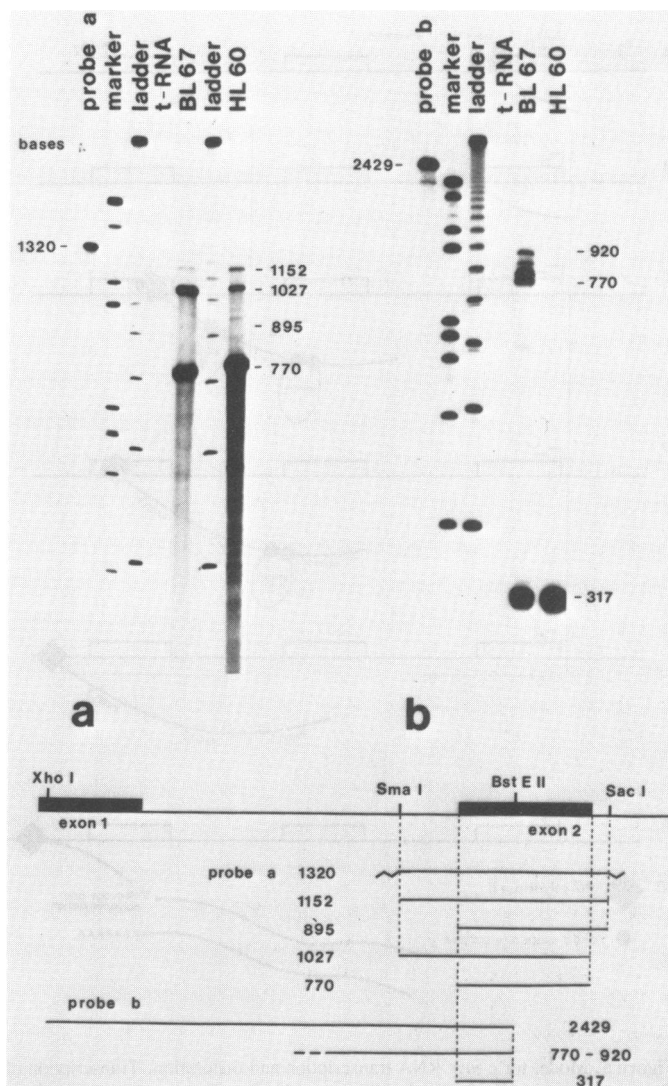 probe a
marker
ladder
t-RNA
BL 67
ladder
HL 60
bases
1320 -
- 1152
- 1027
- 895
- 770
a
probe b
marker
ladder
t-RNA
BL 67
HL 60
2429 -
920
770
- 317
b
Xho I
Sma I
Bst E II
Sac I
exon 1
exon 2
probe a 1320
1152
895
1027
770
probe b
2429
770 - 920
317